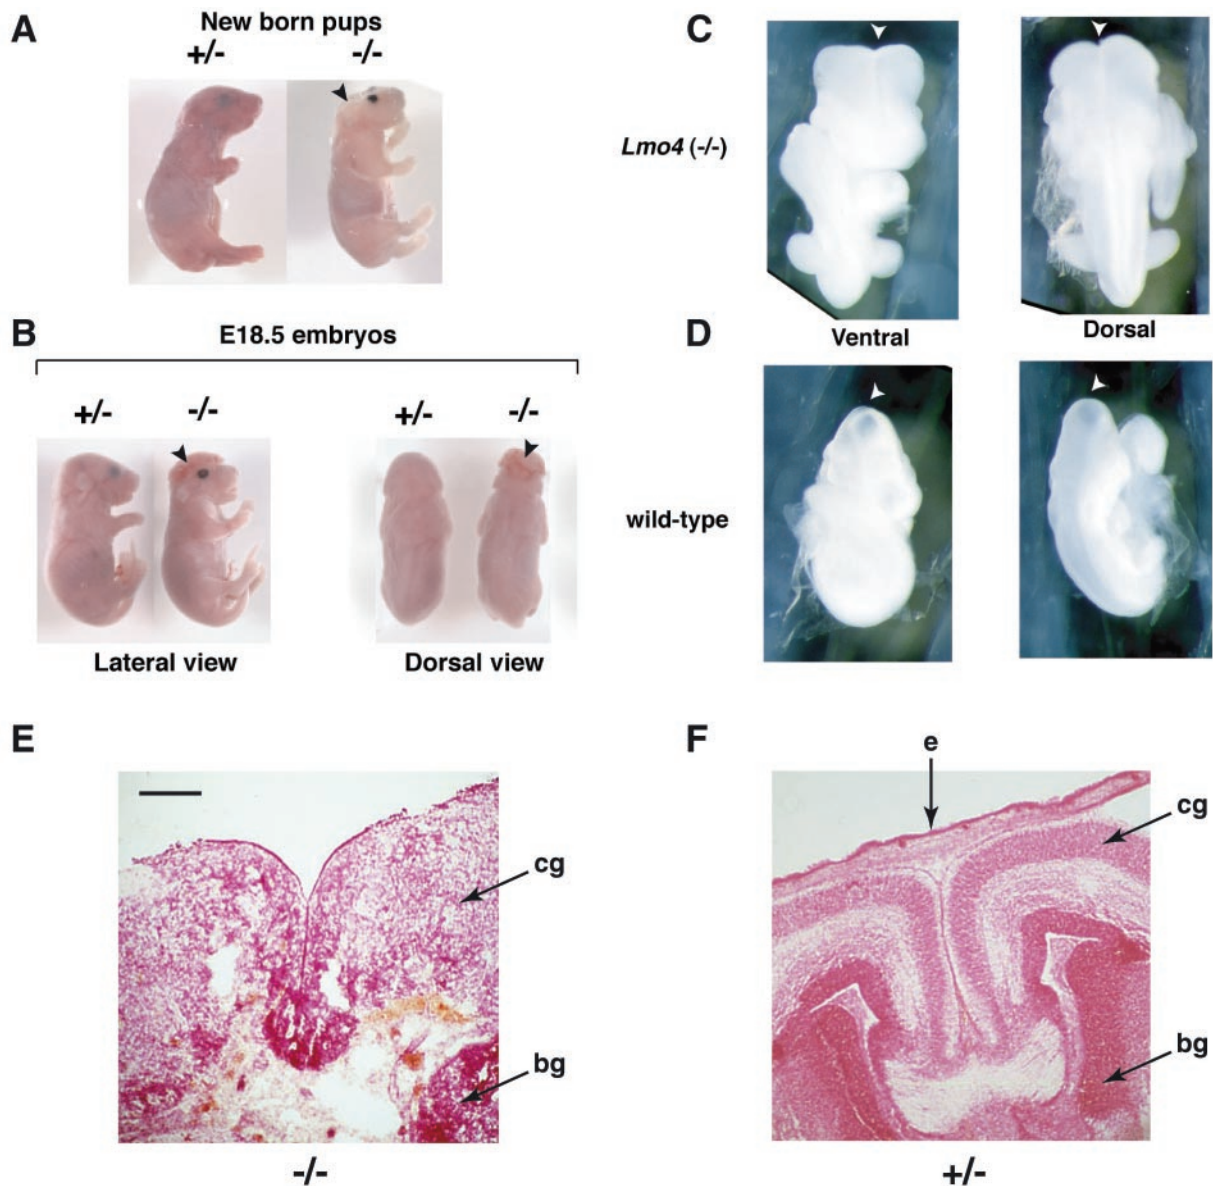 A
New born pups
+/-
-/-
B
E18.5 embryos
+/-
-/-
+/-
-/-
Lateral view
Dorsal view
C
Lmo4 (-/-)
Ventral
Dorsal
D
wild-type
E
cg
bg
-/-
F
e
cg
bg
+/-